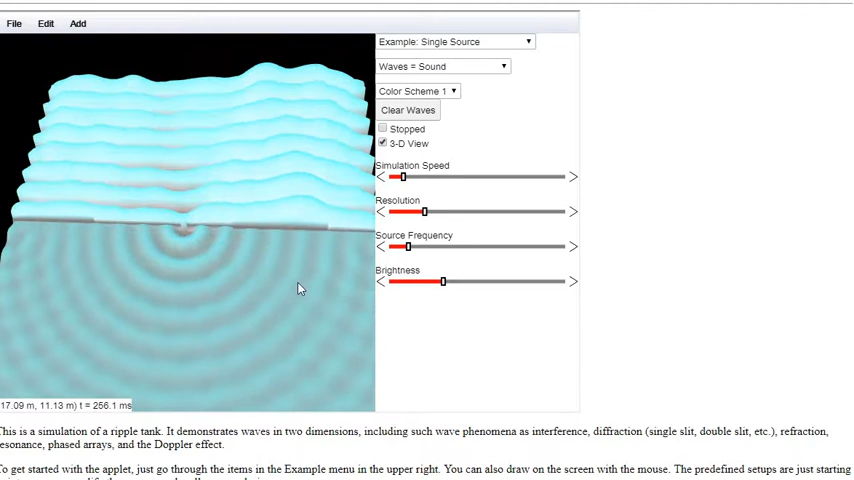 File Edit Add
Example: Single Source
Waves = Sound
Color Scheme 1
Clear Waves
Stopped
3-D View
Simulation Speed
Resolution
Source Frequency
Brightness
17.09 m, 11.13 m) t = 256.1 ms
This is a simulation of a ripple tank. It demonstrates waves in two dimensions, including such wave phenomena as interference, diffraction (single slit, double slit, etc.), refraction,
resonance, phased arrays, and the Doppler effect.
To get started with the applet, just go through the items in the Example menu in the upper right. You can also draw on the screen with the mouse. The predefined setups are just starting